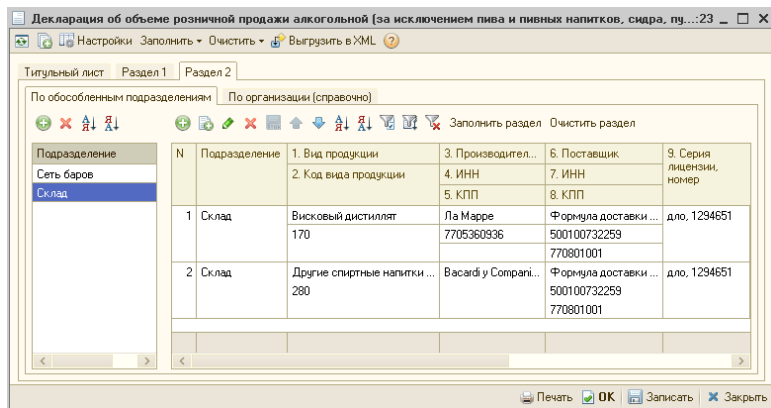 Декларация об объеме розничной продажи алкогольной (за исключением пива и пивных напитков, сидра, пу...:23
Настройки Заполнить Очистить Выгрузить в XML
Титульный лист Раздел 1 Раздел 2
По обособленным подразделениям По организации (справочно)
Заполнить раздел Очистить раздел
Подразделение
Сеть баров
Склад
N Подразделение 1. Вид продукции 3. Производител... 6. Поставщик 9. Серия лицензии, номер
2. Код вида продукции 4. ИНН 7. ИНН
5. КПП 8. КПП
1 Склад Висковый дистиллят Ла Марре Формула доставки ... дло, 1294651
170 7705360936 500100732259
770801001
2 Склад Другие спиртные напитки ... Bacardi y Compani... Формула доставки ... дло, 1294651
280 500100732259
770801001
Печать OK Записать Закрыть